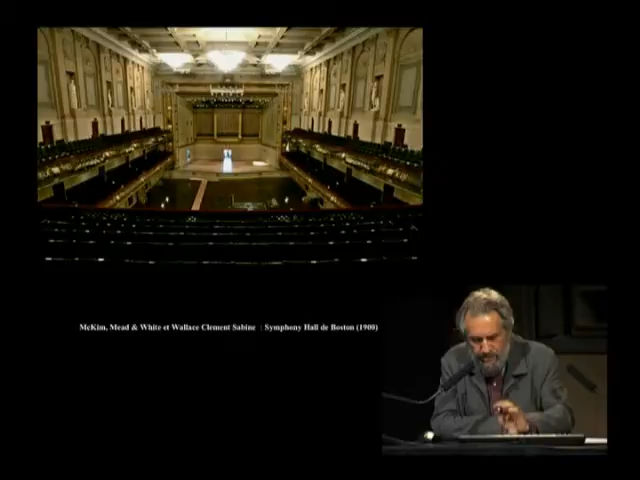 McKim, Mead & White et Wallace Clement Sabine : Symphony Hall de Boston (1900)